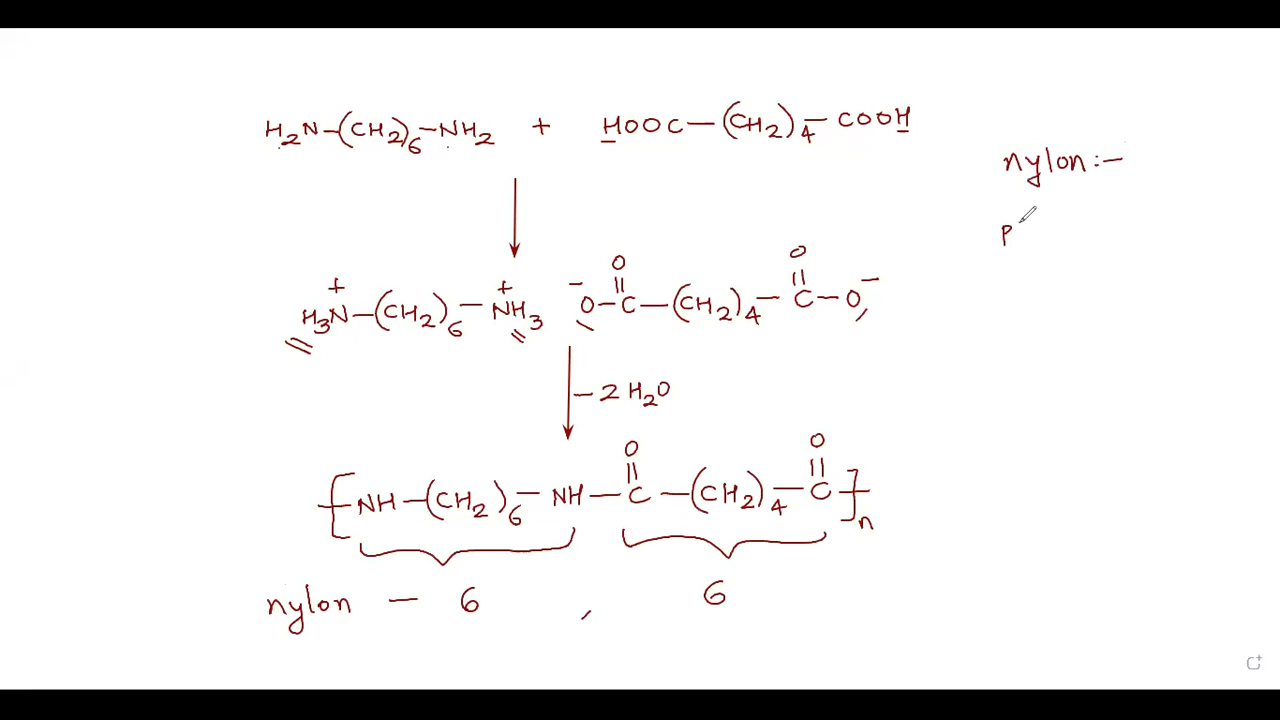 H₂N–(CH₂)₆–NH₂ + HOOC–(CH₂)₄–COOH
nylon :–
P
H₃N⁺–(CH₂)₆–NH₃⁺ ⁻O–C(=O)–(CH₂)₄–C(=O)–O⁻
– 2 H₂O
[NH–(CH₂)₆–NH–C(=O)–(CH₂)₄–C(=O)]n
nylon – 6 , 6